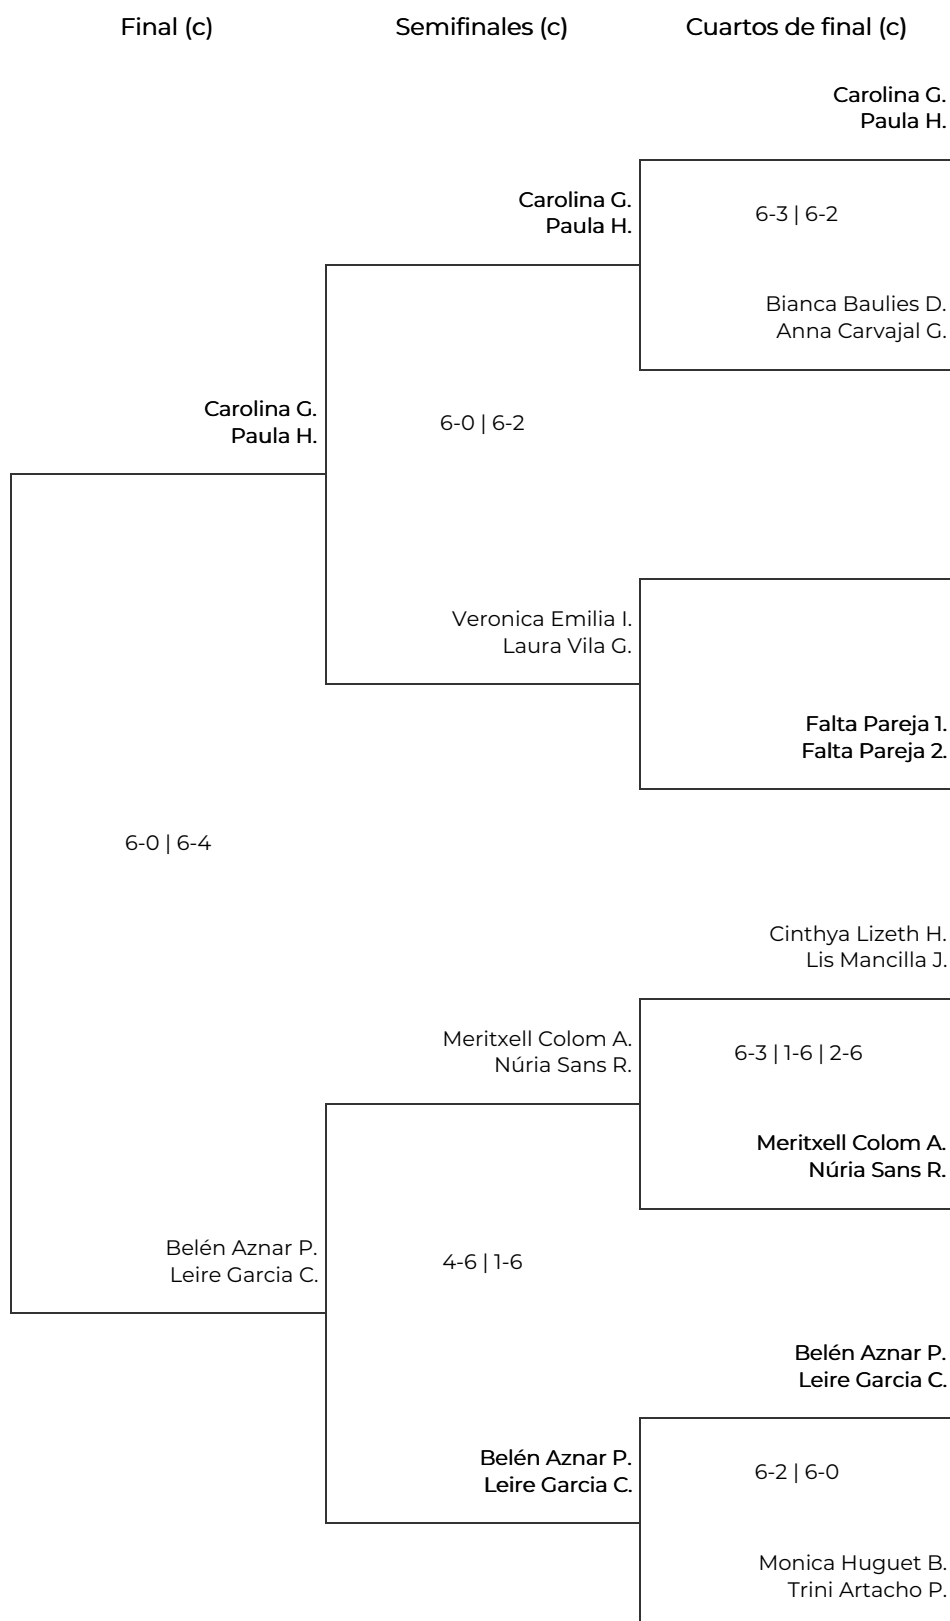 Final (c)
Semifinales (c)
Cuartos de final (c)
Carolina G.
Paula H.
Carolina G.
Paula H.
6-3 | 6-2
Bianca Baulies D.
Anna Carvajal G.
Carolina G.
Paula H.
6-0 | 6-2
Veronica Emilia I.
Laura Vila G.
Falta Pareja 1.
Falta Pareja 2.
6-0 | 6-4
Cinthya Lizeth H.
Lis Mancilla J.
Meritxell Colom A.
Núria Sans R.
6-3 | 1-6 | 2-6
Meritxell Colom A.
Núria Sans R.
Belén Aznar P.
Leire Garcia C.
4-6 | 1-6
Belén Aznar P.
Leire Garcia C.
Belén Aznar P.
Leire Garcia C.
6-2 | 6-0
Monica Huguet B.
Trini Artacho P.